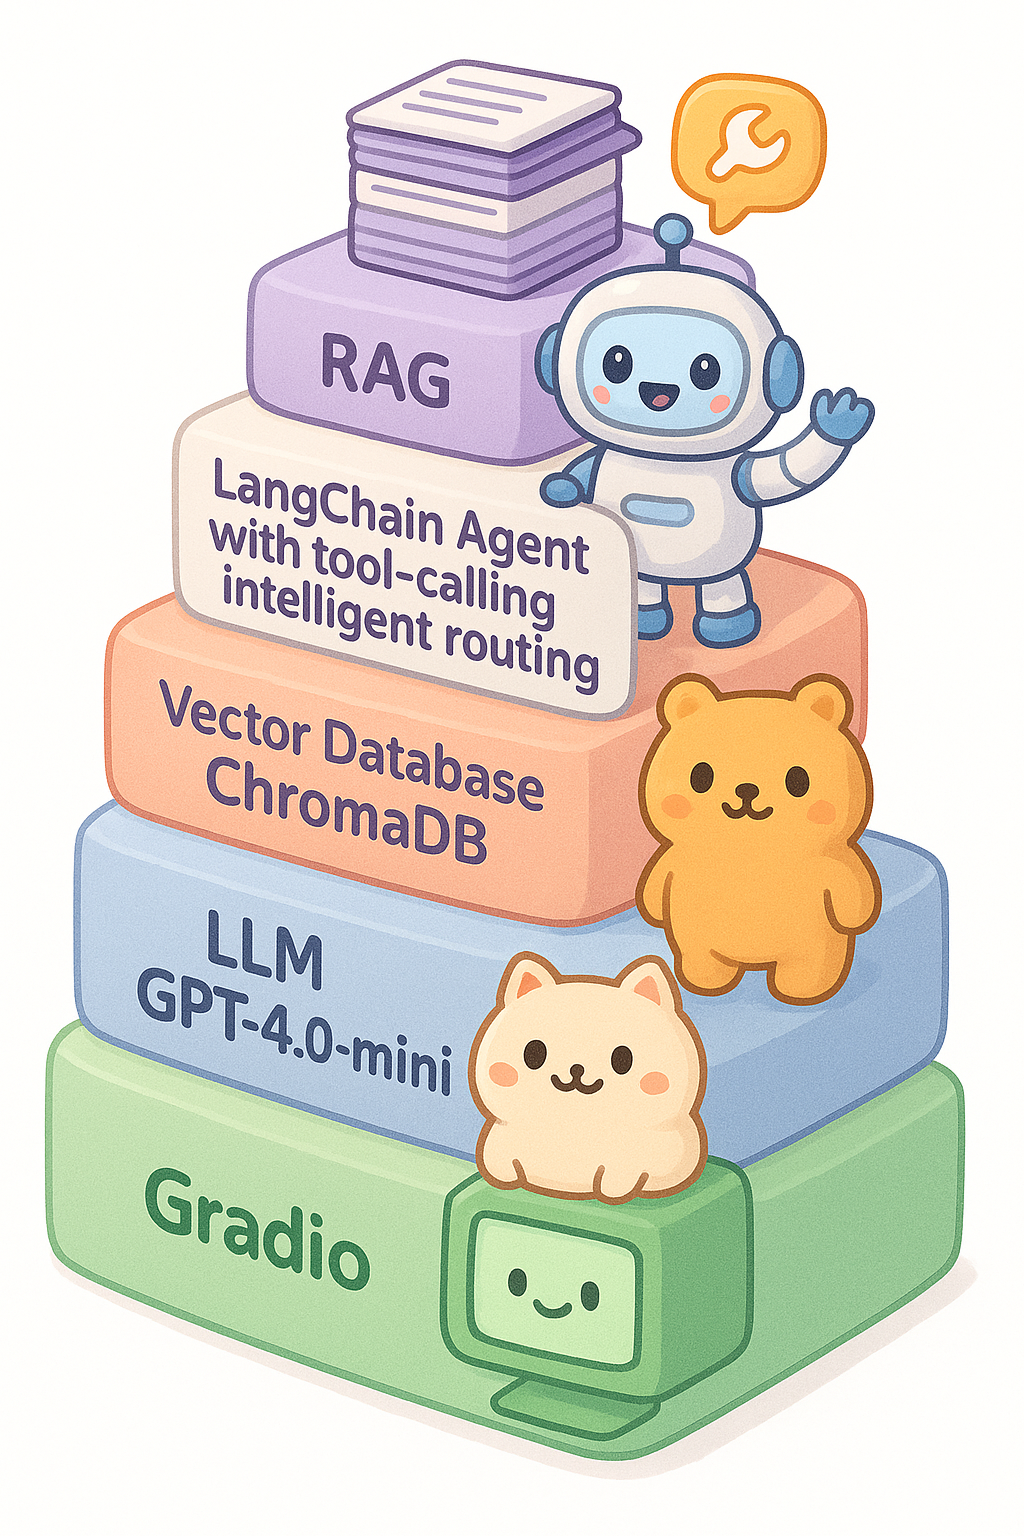 RAG
LangChain Agent
with tool-calling
intelligent routing
Vector Database
ChromaDB
LLM
GPT-4.0-mini
Gradio